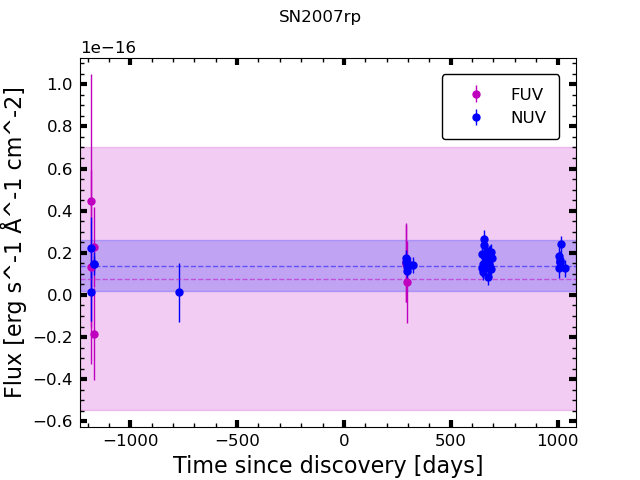 SN2007rp
1e−16
1.0
0.8
0.6
0.4
0.2
0.0
−0.2
−0.4
−0.6
Flux [erg s^-1 Å^-1 cm^-2]
FUV
NUV
−1000 −500 0 500 1000
Time since discovery [days]